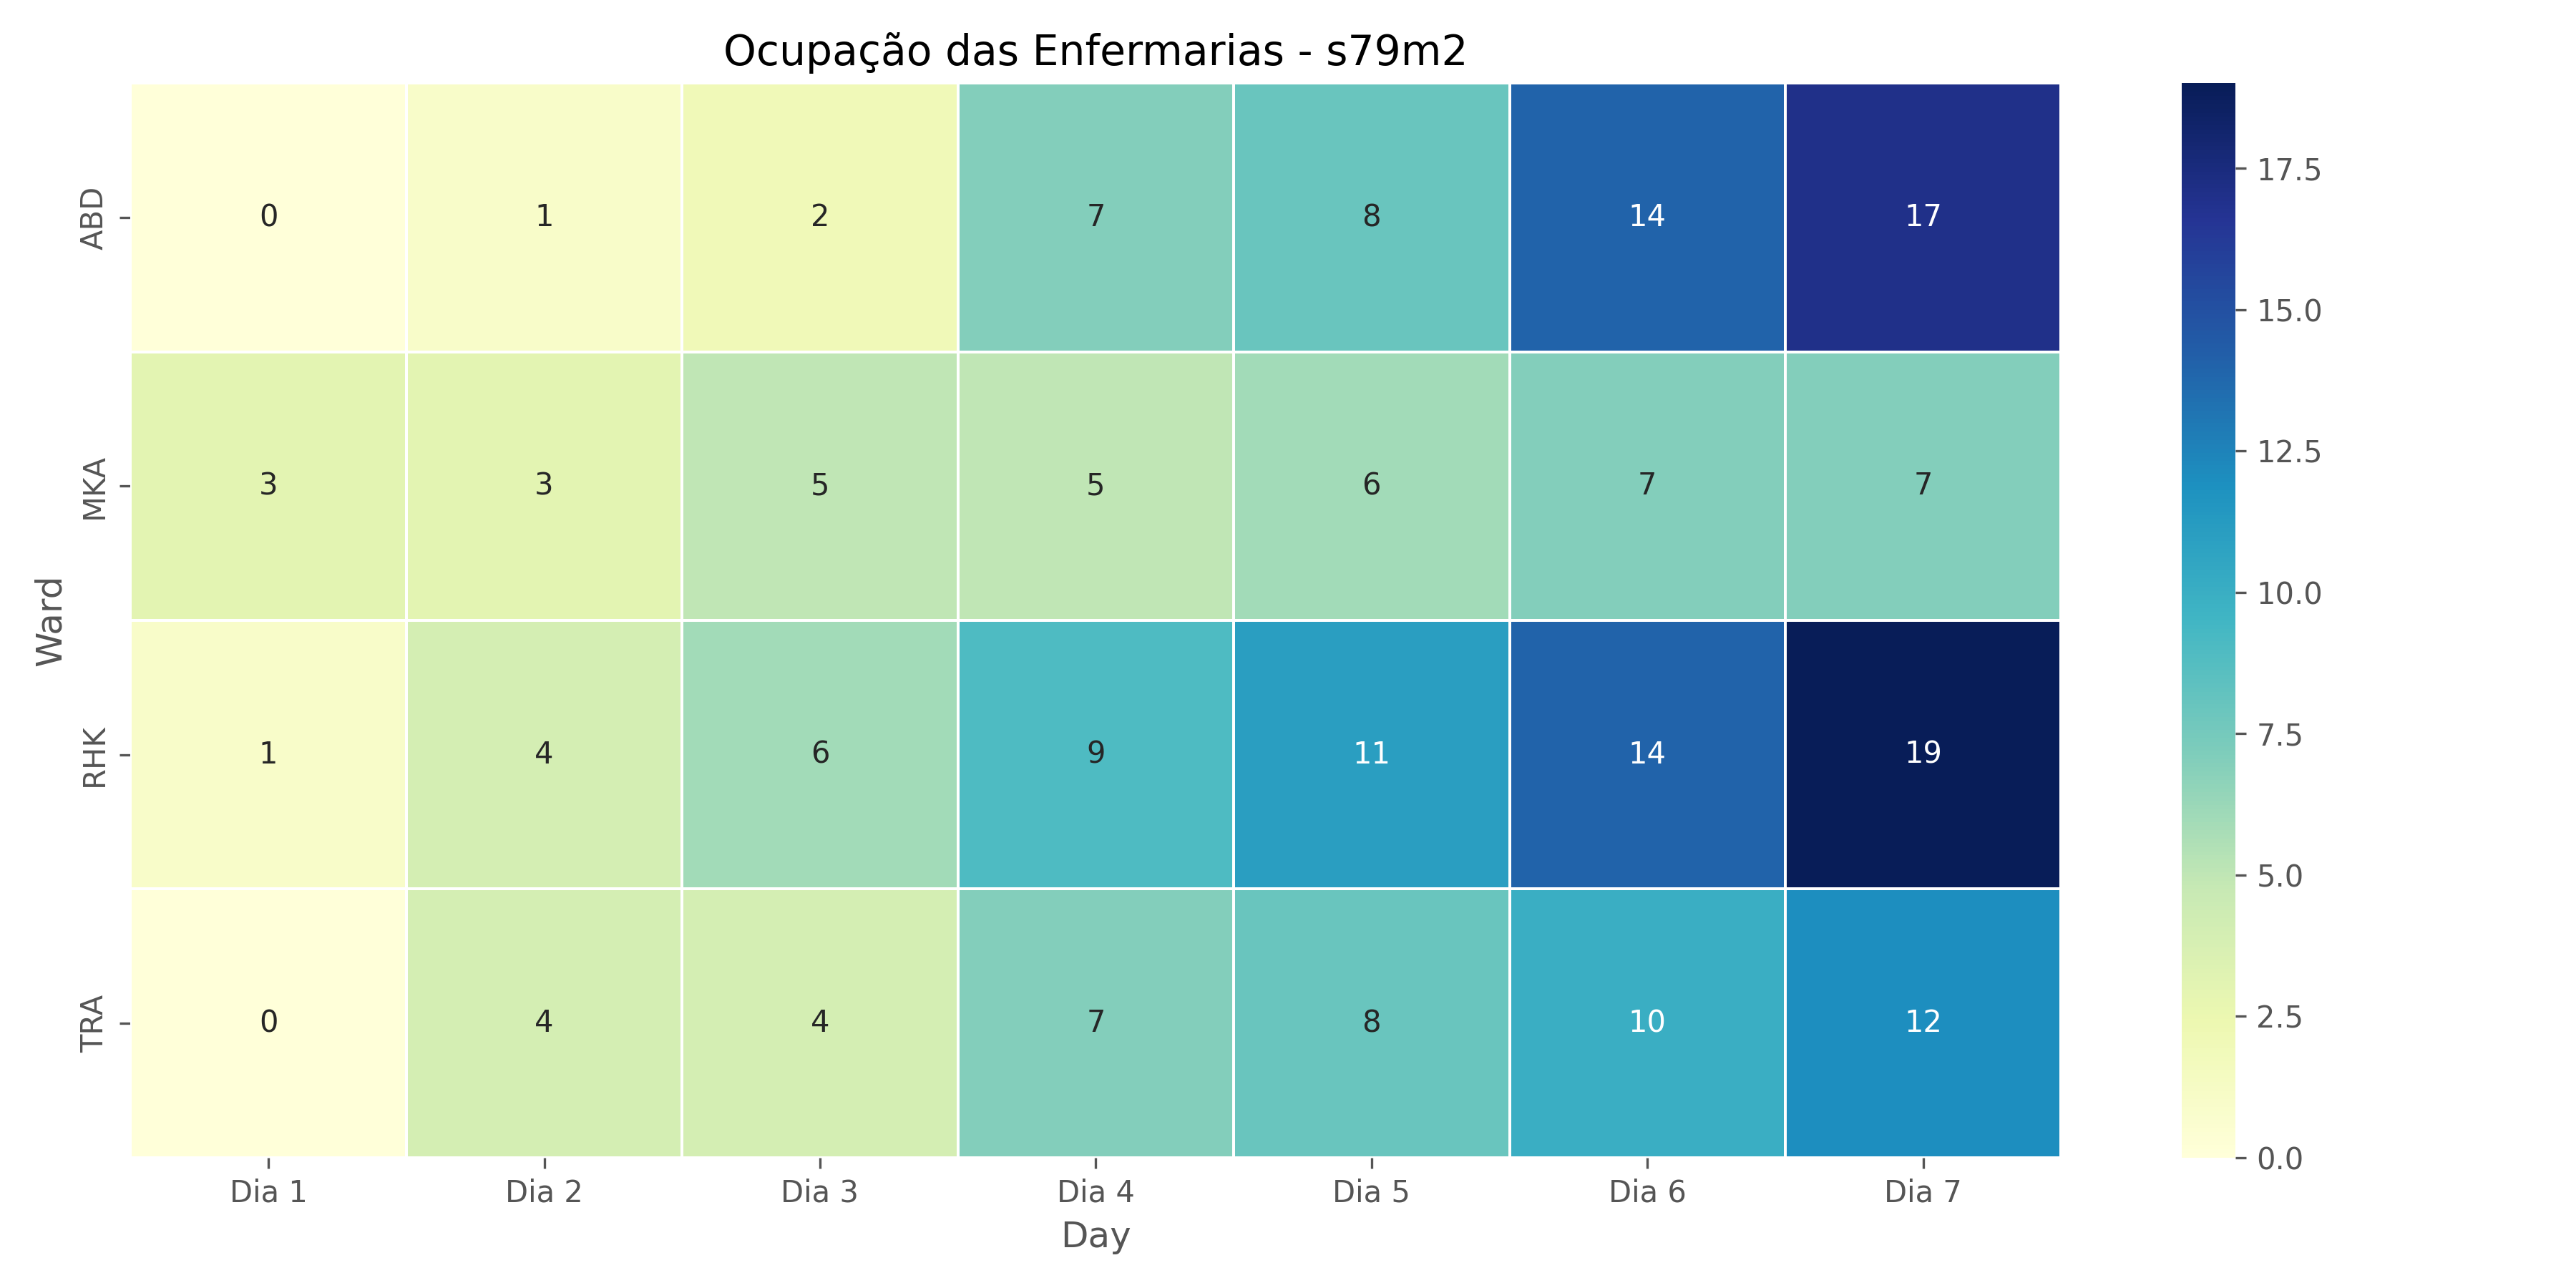 Ocupação das Enfermarias - s79m2
Ward
ABD 0 1 2 7 8 14 17
MKA 3 3 5 5 6 7 7
RHK 1 4 6 9 11 14 19
TRA 0 4 4 7 8 10 12
Dia 1 Dia 2 Dia 3 Dia 4 Dia 5 Dia 6 Dia 7
Day
17.5
15.0
12.5
10.0
7.5
5.0
2.5
0.0